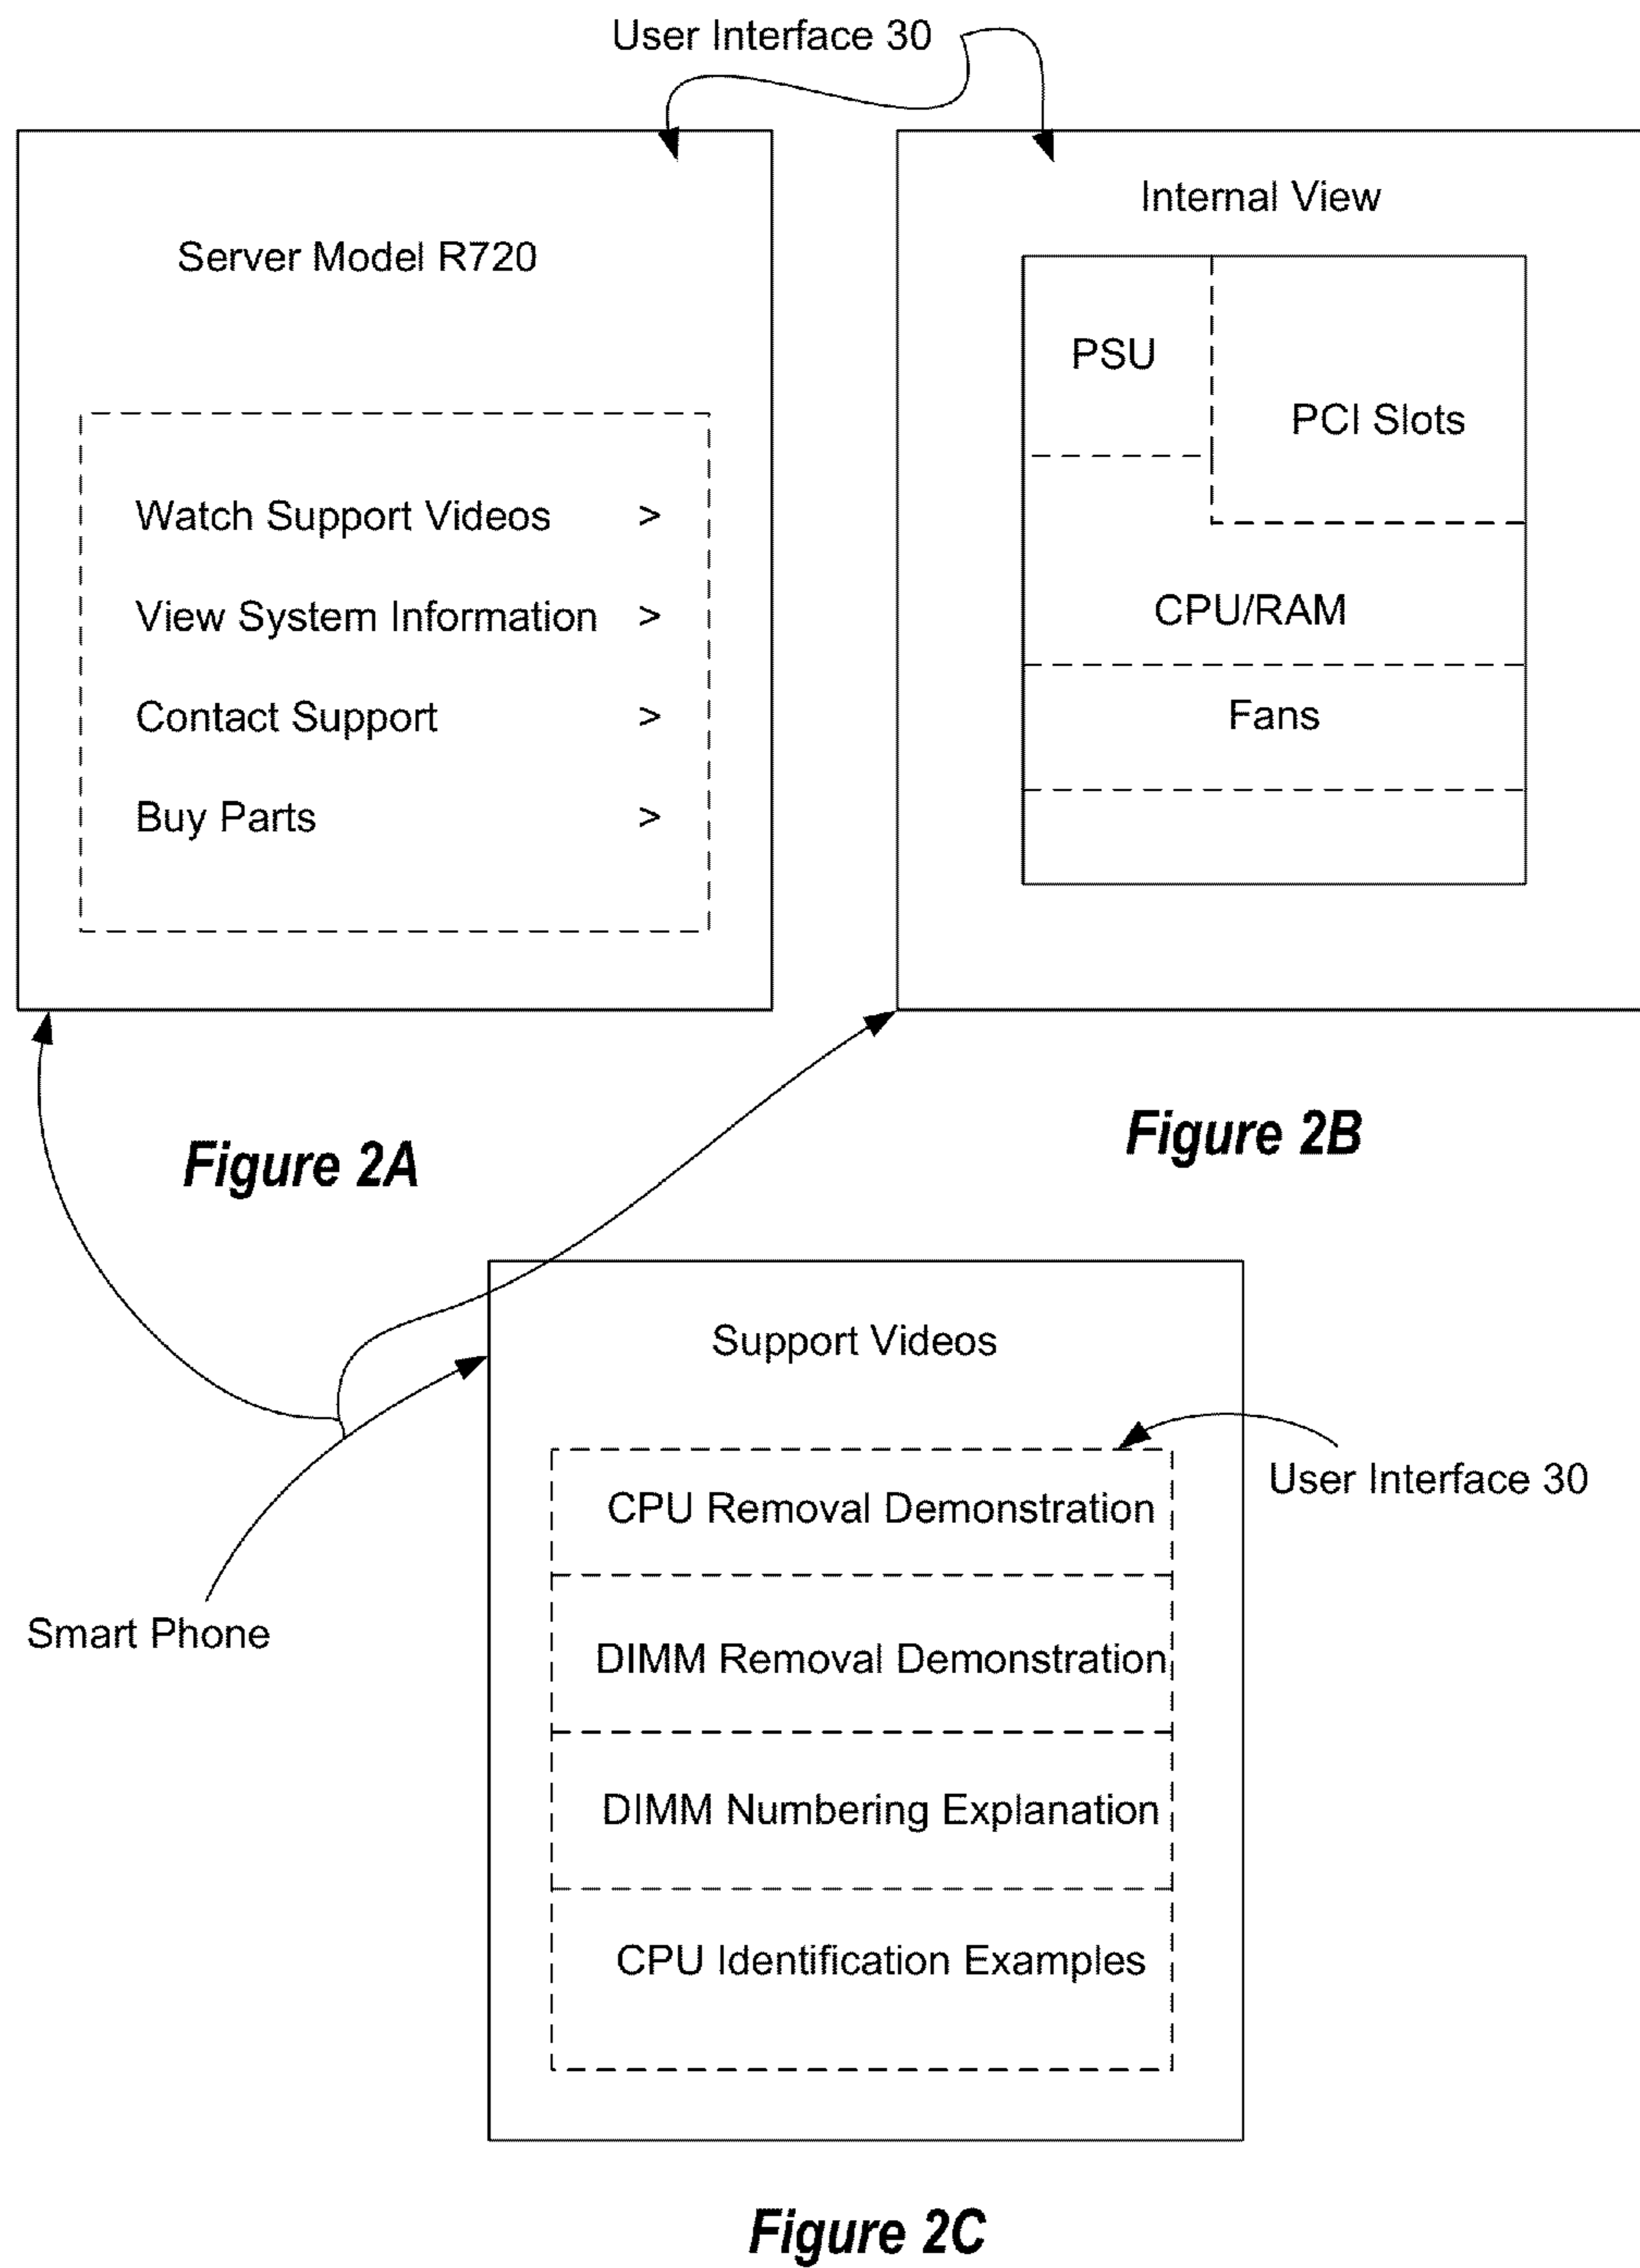 User Interface 30
Server Model R720
Watch Support Videos >
View System Information >
Contact Support >
Buy Parts >
Internal View
PSU
PCI Slots
CPU/RAM
Fans
Figure 2A
Figure 2B
Support Videos
CPU Removal Demonstration
User Interface 30
DIMM Removal Demonstration
DIMM Numbering Explanation
CPU Identification Examples
Smart Phone
Figure 2C